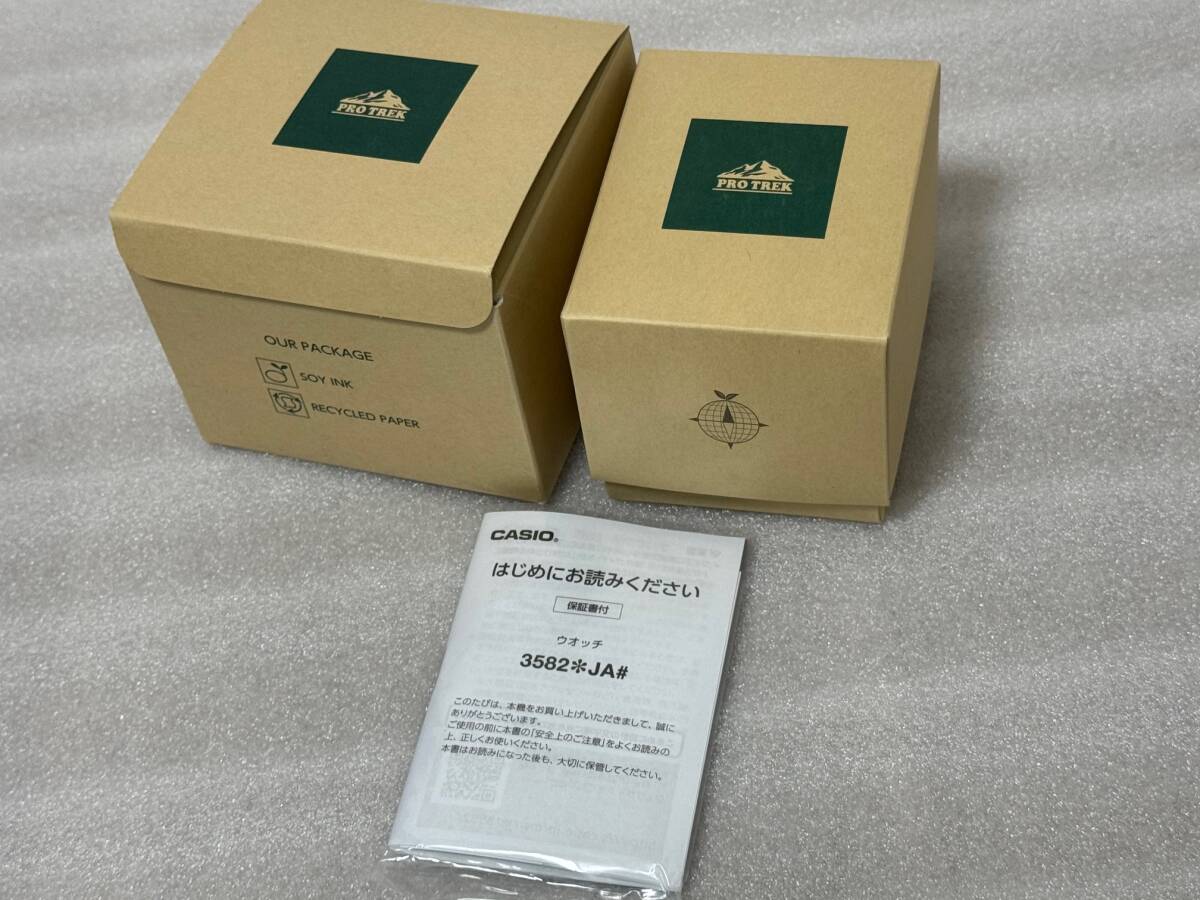 PRO TREK
PRO TREK
OUR PACKAGE
SOY INK
RECYCLED PAPER
CASIO®
はじめにお読みください
保証書付
ウオッチ
3582✽JA#
このたびは、本機をお買い上げいただきまして、誠に
ありがとうございます。
ご使用の前に本書の「安全上のご注意」をよくお読みの
上、正しくお使いください。
本書はお読みになった後も、大切に保管してください。